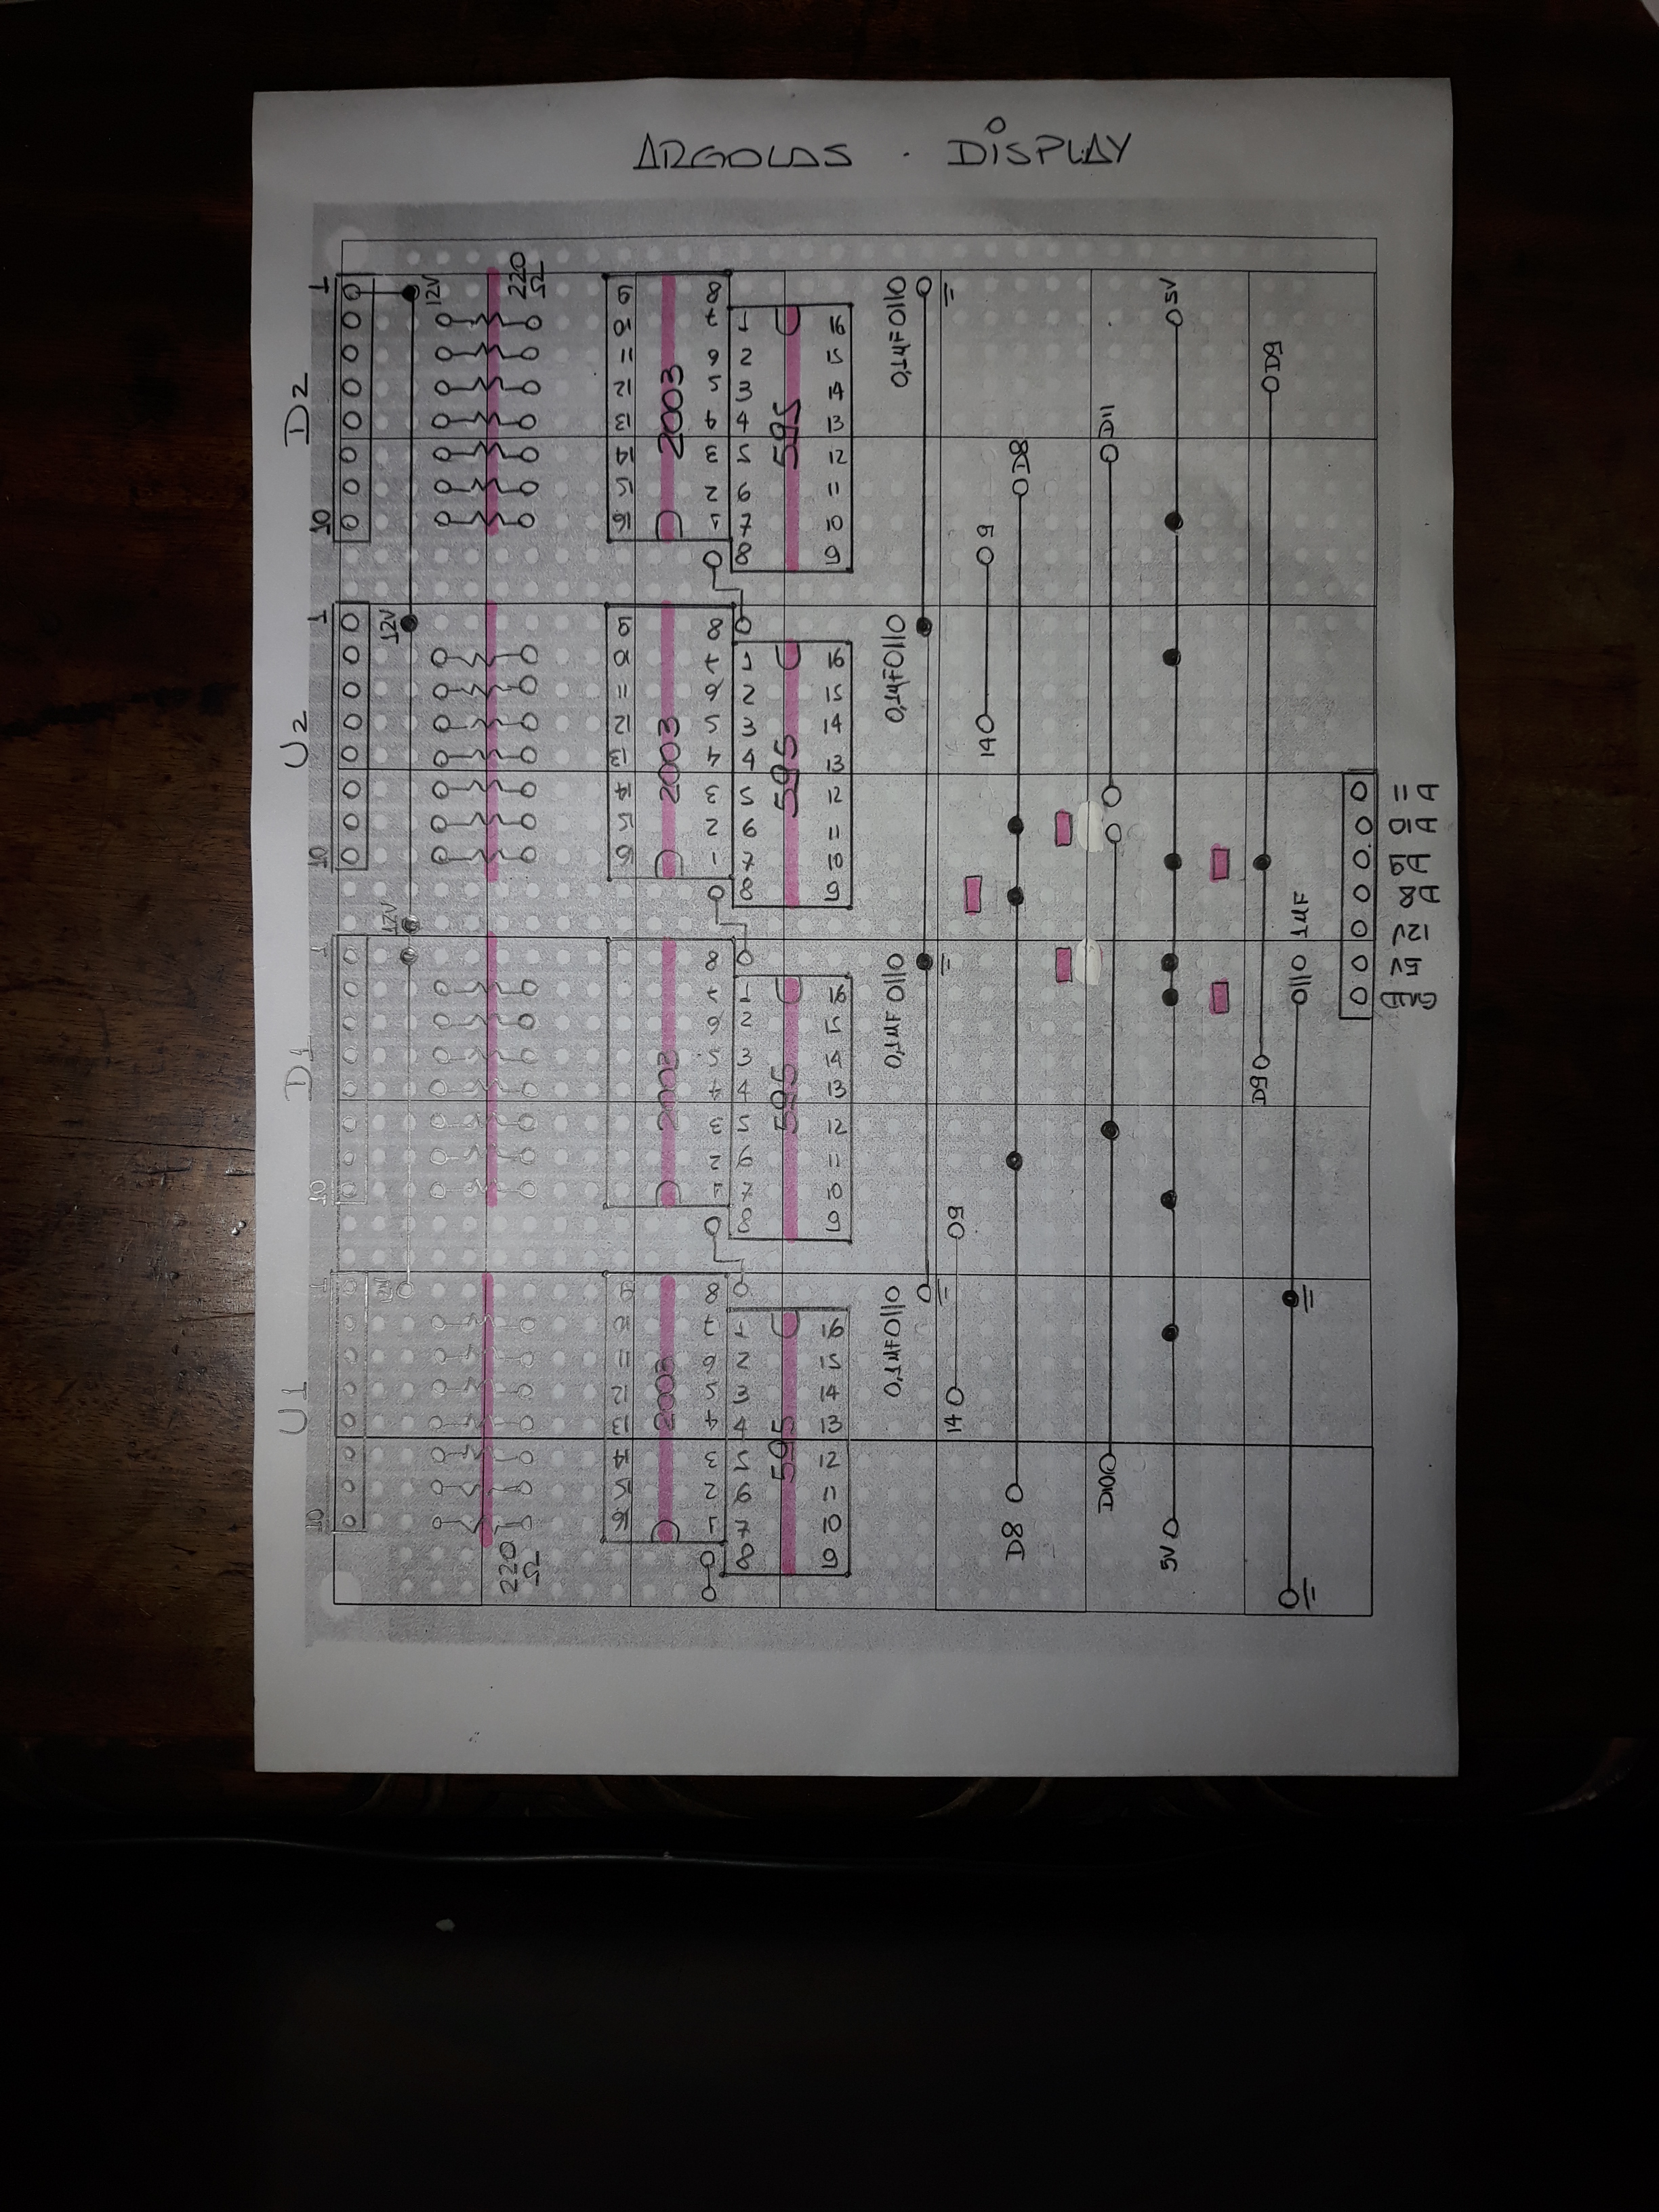 ARGOLDS . DISPLAY
D2
1
10
12V
220
Ω
9 10 11 12 13 14 15 16
2003
8 7 6 5 4 3 2 1
1 2 3 4 5 6 7 8
595
16 15 14 13 12 11 10 9
0,1µF
U2
1
10
12V
9 10 11 12 13 14 15 16
2003
8 7 6 5 4 3 2 1
1 2 3 4 5 6 7 8
595
16 15 14 13 12 11 10 9
0,1µF
12V
D1
1
10
2003
8 7 6 5 4 3 2 1
1 2 3 4 5 6 7 8
595
16 15 14 13 12 11 10 9
0,1µF
U1
1
10
12V
220
Ω
9 10 11 12 13 14 15 16
2003
8 7 6 5 4 3 2 1
1 2 3 4 5 6 7 8
595
16 15 14 13 12 11 10 9
0,1µF
14 9
14 9
D8 D8
D10 D11
5V 5V
D9 D9
1µF
5V 12V A8 A9 A10 A11